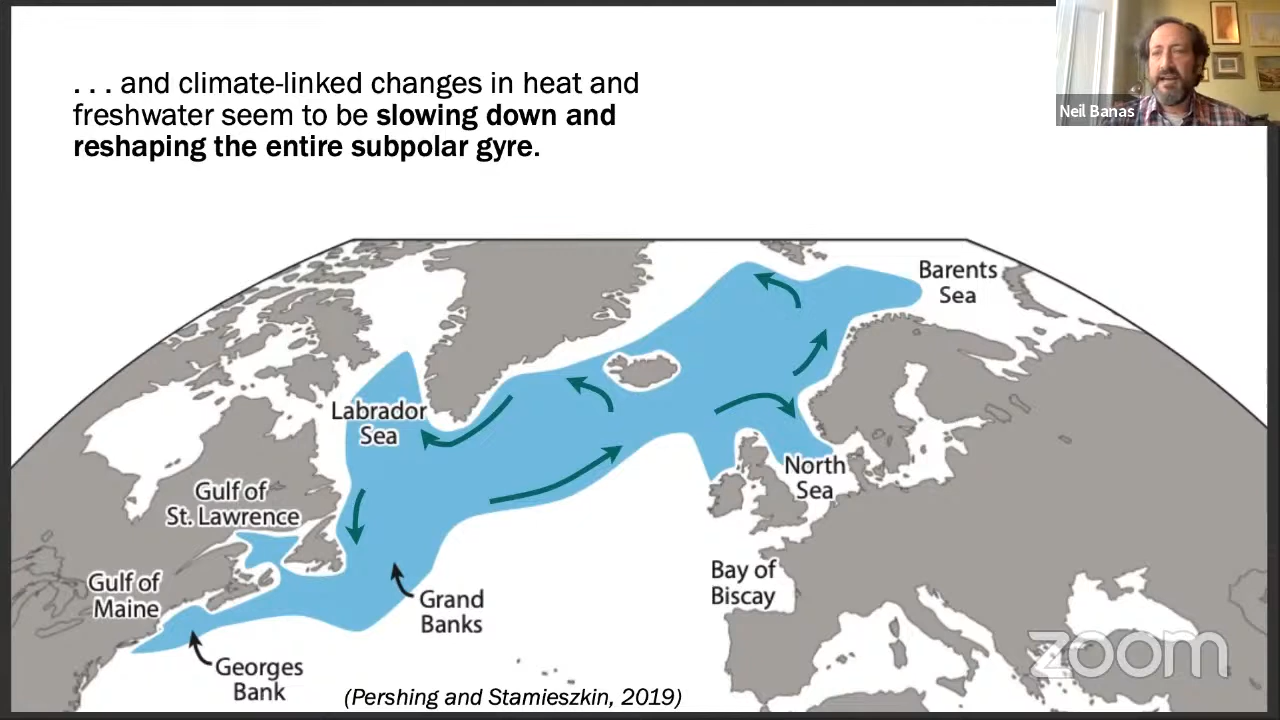 . . . and climate-linked changes in heat and
freshwater seem to be slowing down and
reshaping the entire subpolar gyre.
Neil Banas
Barents
Sea
Labrador
Sea
North
Sea
Gulf of
St. Lawrence
Gulf of
Maine
Bay of
Biscay
Grand
Banks
Georges
Bank
zoom
(Pershing and Stamieszkin, 2019)